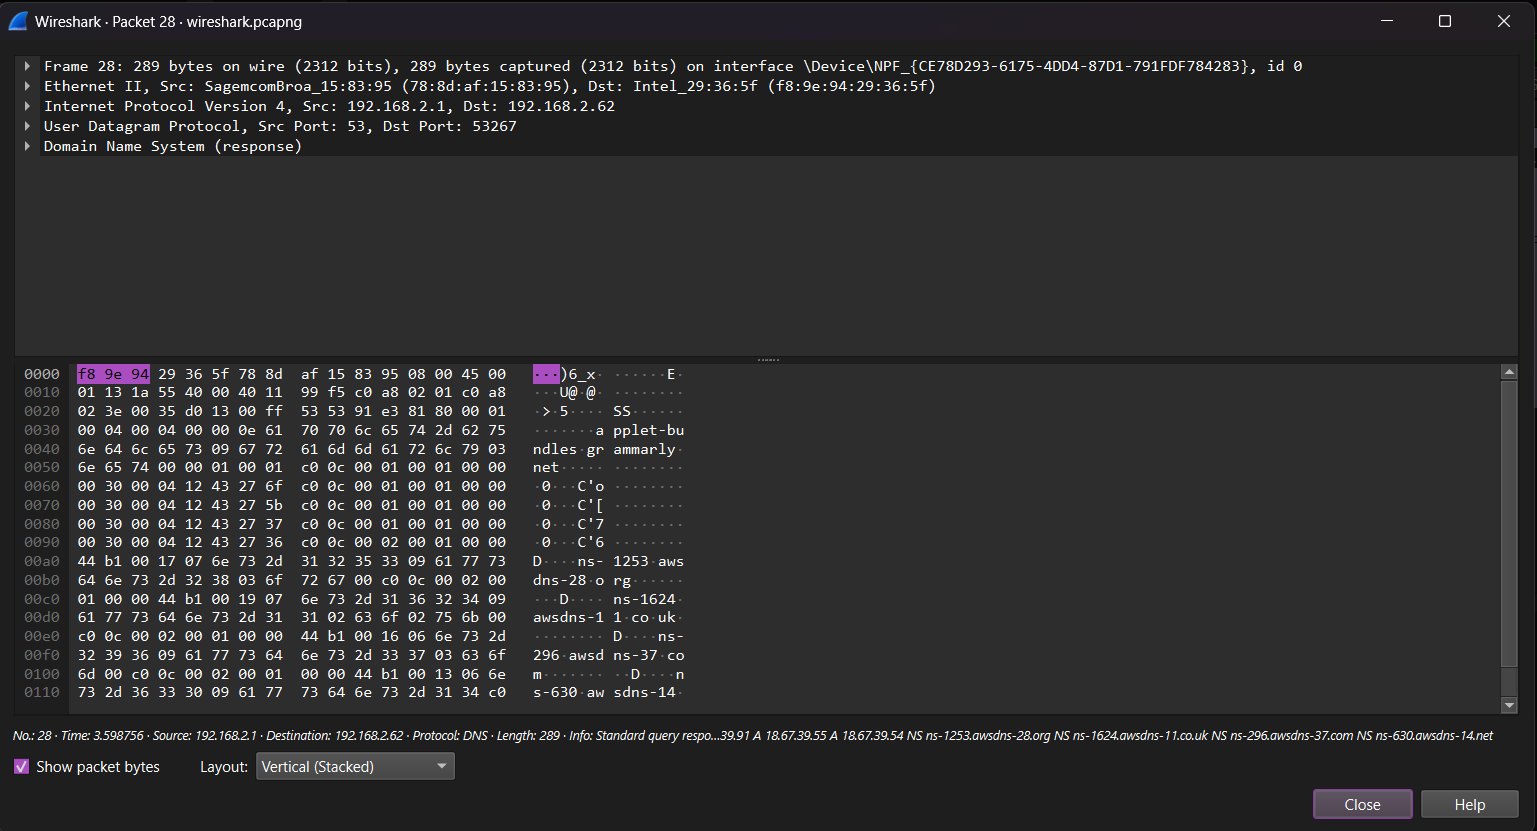 Wireshark · Packet 28 · wireshark.pcapng
Frame 28: 289 bytes on wire (2312 bits), 289 bytes captured (2312 bits) on interface \Device\NPF_{CE78D293-6175-4DD4-87D1-791FDF784283}, id 0
Ethernet II, Src: SagemcomBroa_15:83:95 (78:8d:af:15:83:95), Dst: Intel_29:36:5f (f8:9e:94:29:36:5f)
Internet Protocol Version 4, Src: 192.168.2.1, Dst: 192.168.2.62
User Datagram Protocol, Src Port: 53, Dst Port: 53267
Domain Name System (response)
0000 f8 9e 94 29 36 5f 78 8d af 15 83 95 08 00 45 00 ···)6_x· ······E·
0010 01 13 1a 55 40 00 40 11 99 f5 c0 a8 02 01 c0 a8 ···U@·@· ········
0020 02 3e 00 35 d0 13 00 ff 53 53 91 e3 81 80 00 01 ·>·5···· SS······
0030 00 04 00 04 00 00 0e 61 70 70 6c 65 74 2d 62 75 ·······a pplet-bu
0040 6e 64 6c 65 73 09 67 72 61 6d 6d 61 72 6c 79 03 ndles·gr ammarly·
0050 6e 65 74 00 00 01 00 01 c0 0c 00 01 00 01 00 00 net····· ········
0060 00 30 00 04 12 43 27 6f c0 0c 00 01 00 01 00 00 ·0···C'o ········
0070 00 30 00 04 12 43 27 5b c0 0c 00 01 00 01 00 00 ·0···C'[ ········
0080 00 30 00 04 12 43 27 37 c0 0c 00 01 00 01 00 00 ·0···C'7 ········
0090 00 30 00 04 12 43 27 36 c0 0c 00 02 00 01 00 00 ·0···C'6 ········
00a0 44 b1 00 17 07 6e 73 2d 31 32 35 33 09 61 77 73 D····ns- 1253·aws
00b0 64 6e 73 2d 32 38 03 6f 72 67 00 c0 0c 00 02 00 dns-28·o rg······
00c0 01 00 00 44 b1 00 19 07 6e 73 2d 31 36 32 34 09 ···D···· ns-1624·
00d0 61 77 73 64 6e 73 2d 31 31 02 63 6f 02 75 6b 00 awsdns-1 1·co·uk·
00e0 c0 0c 00 02 00 01 00 00 44 b1 00 16 06 6e 73 2d ········ D····ns-
00f0 32 39 36 09 61 77 73 64 6e 73 2d 33 37 03 63 6f 296·awsd ns-37·co
0100 6d 00 c0 0c 00 02 00 01 00 00 44 b1 00 13 06 6e m······· ··D····n
0110 73 2d 36 33 30 09 61 77 73 64 6e 73 2d 31 34 c0 s-630·aw sdns-14·
No.: 28 · Time: 3.598756 · Source: 192.168.2.1 · Destination: 192.168.2.62 · Protocol: DNS · Length: 289 · Info: Standard query respo...39.91 A 18.67.39.55 A 18.67.39.54 NS ns-1253.awsdns-28.org NS ns-1624.awsdns-11.co.uk NS ns-296.awsdns-37.com NS ns-630.awsdns-14.net
Show packet bytes
Layout: Vertical (Stacked)
Close
Help